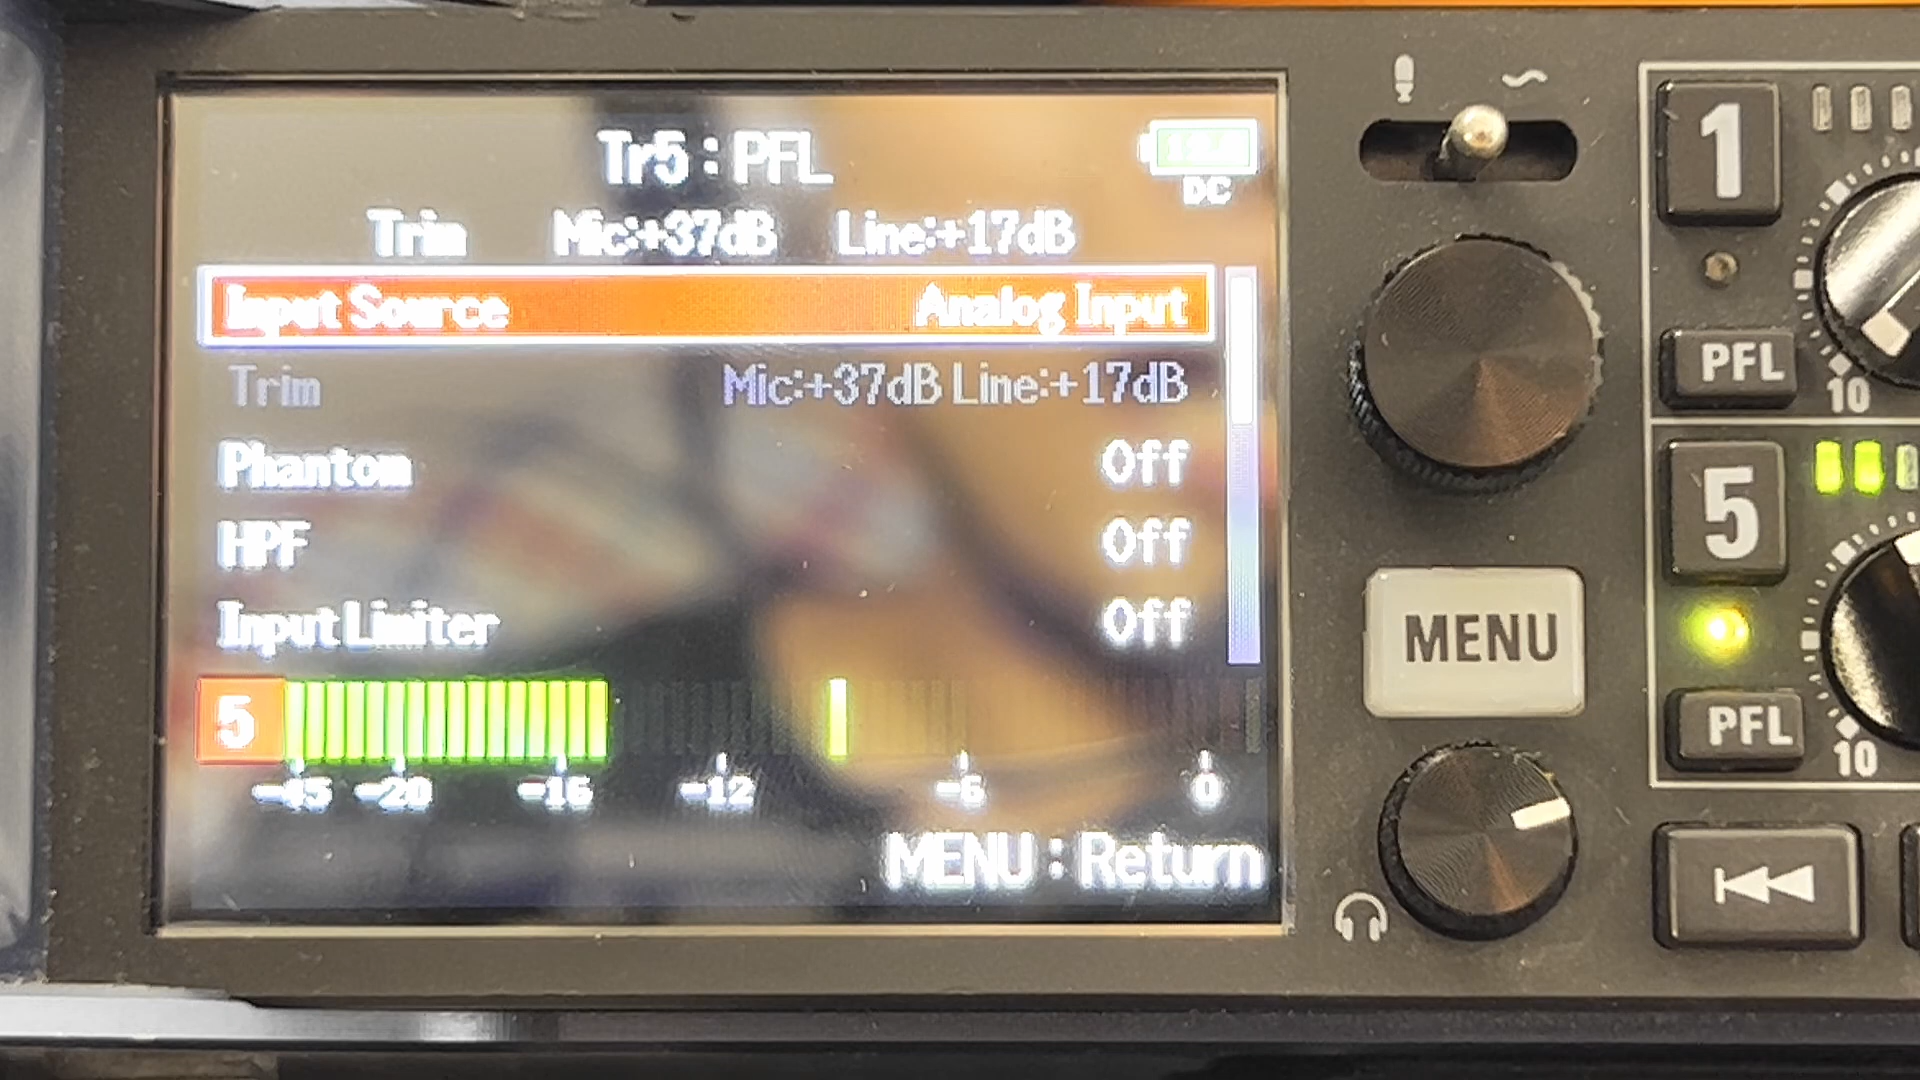 Tr5 : PFL
DC
Trim Mic:+37dB Line:+17dB
Input Source Analog Input
Trim Mic:+37dB Line:+17dB
Phantom Off
HPF Off
Input Limiter Off
5
-45 -20 -16 -12 -6 0
MENU : Return
MENU
1
PFL
10
5
PFL
10